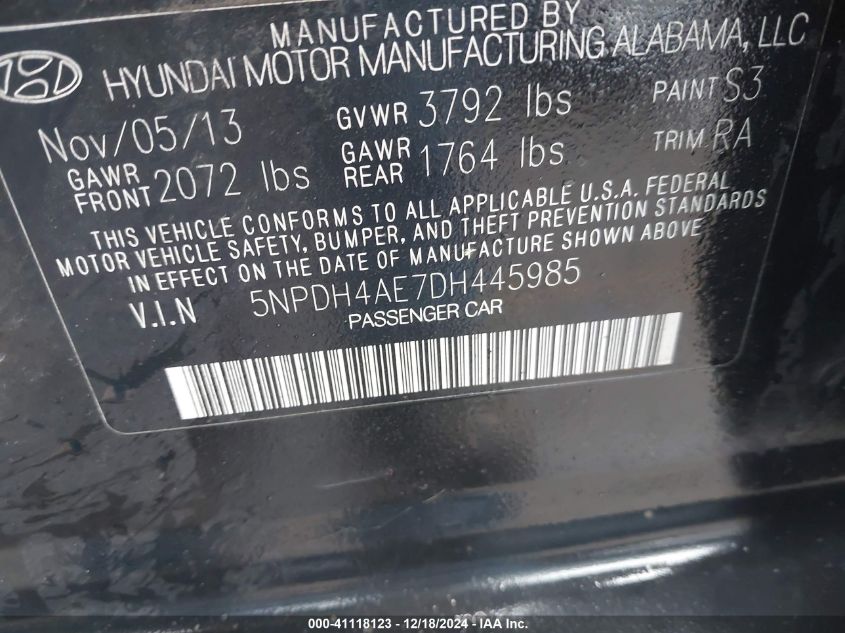 MANUFACTURED BY
HYUNDAI MOTOR MANUFACTURING ALABAMA, LLC
Nov/05/13 GVWR 3792 lbs PAINT S3
GAWR FRONT 2072 lbs GAWR REAR 1764 lbs TRIM RA
THIS VEHICLE CONFORMS TO ALL APPLICABLE U.S.A. FEDERAL
MOTOR VEHICLE SAFETY, BUMPER, AND THEFT PREVENTION STANDARDS
IN EFFECT ON THE DATE OF MANUFACTURE SHOWN ABOVE
V.I.N 5NPDH4AE7DH445985
PASSENGER CAR
000-41118123 - 12/18/2024 - IAA Inc.